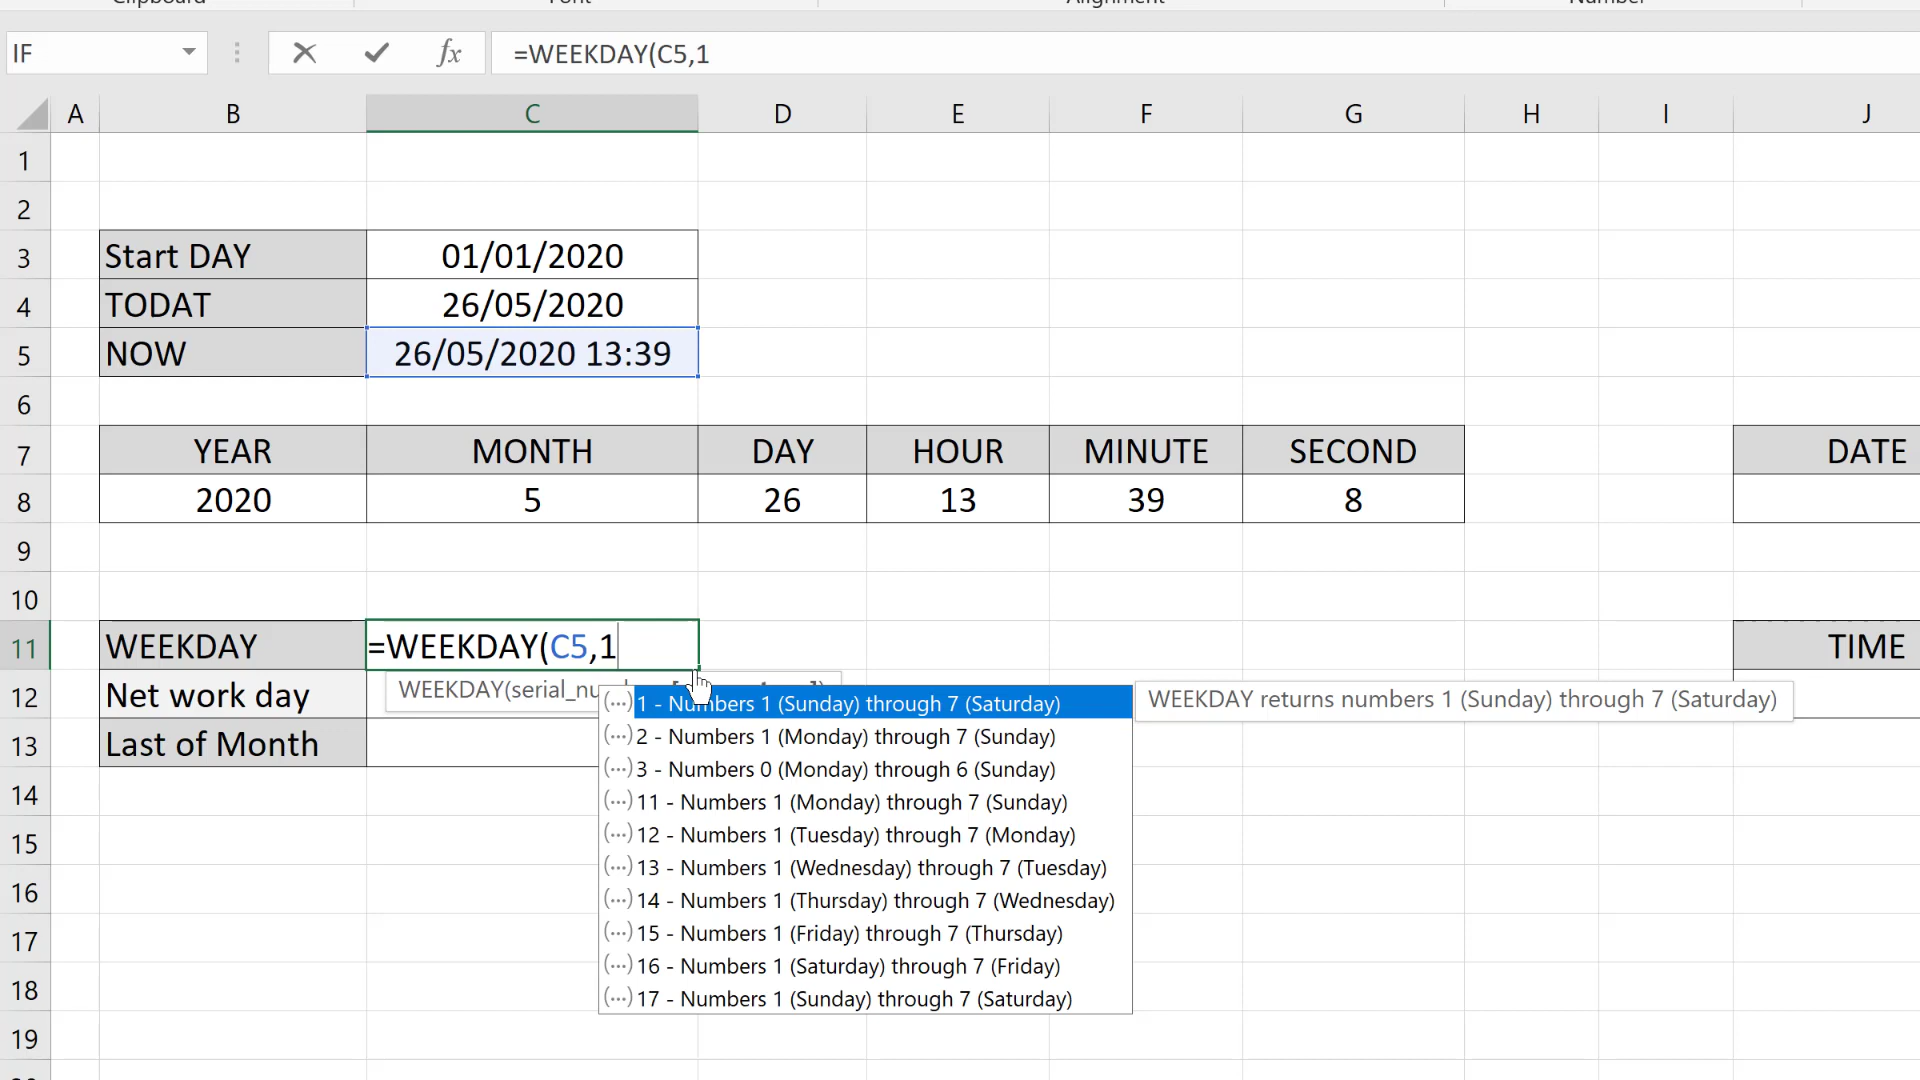 Clipboard Font Alignment Number
IF fx =WEEKDAY(C5,1
A B C D E F G H I J
1
2
3 Start DAY 01/01/2020
4 TODAT 26/05/2020
5 NOW 26/05/2020 13:39
6
7 YEAR MONTH DAY HOUR MINUTE SECOND DATE
8 2020 5 26 13 39 8
9
10
11 WEEKDAY =WEEKDAY(C5,1 TIME
12 Net work day WEEKDAY(
(...) 1 - Numbers 1 (Sunday) through 7 (Saturday) WEEKDAY returns numbers 1 (Sunday) through 7 (Saturday)
(...) 2 - Numbers 1 (Monday) through 7 (Sunday)
13 Last of Month
(...) 3 - Numbers 0 (Monday) through 6 (Sunday)
(...) 11 - Numbers 1 (Monday) through 7 (Sunday)
14
(...) 12 - Numbers 1 (Tuesday) through 7 (Monday)
15
(...) 13 - Numbers 1 (Wednesday) through 7 (Tuesday)
16
(...) 14 - Numbers 1 (Thursday) through 7 (Wednesday)
17
(...) 15 - Numbers 1 (Friday) through 7 (Thursday)
(...) 16 - Numbers 1 (Saturday) through 7 (Friday)
18
(...) 17 - Numbers 1 (Sunday) through 7 (Saturday)
19